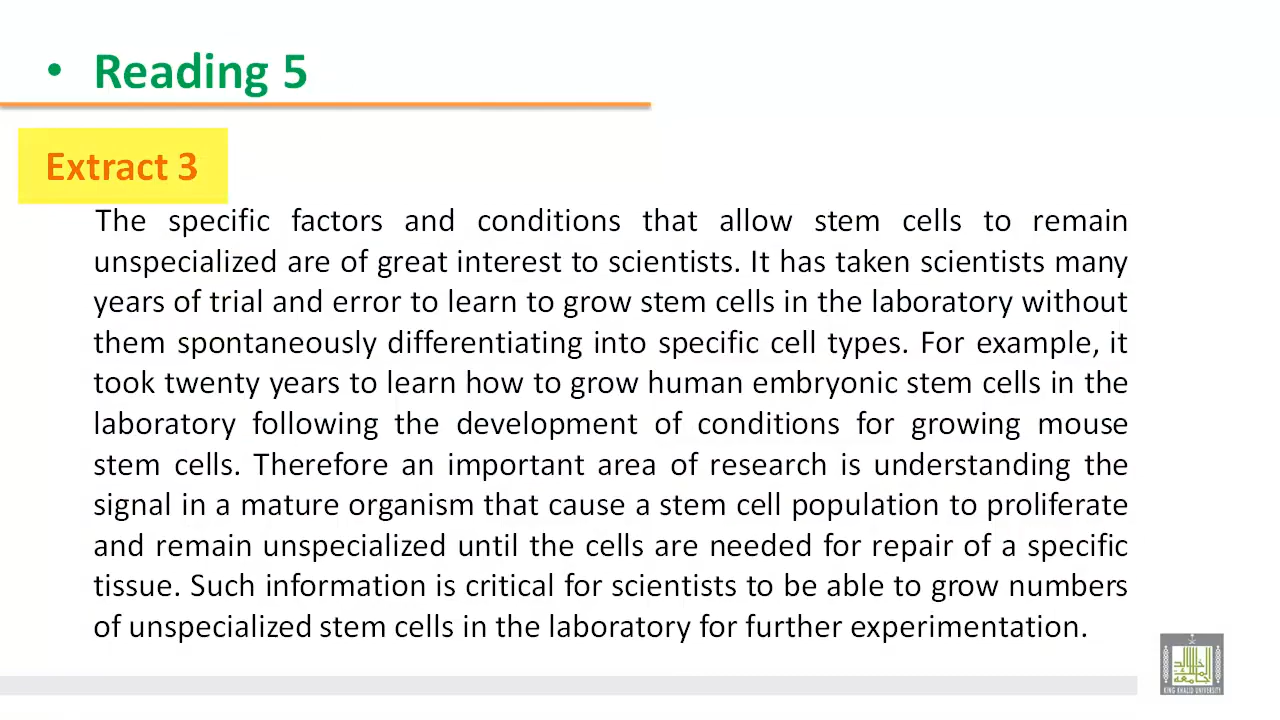 • Reading 5
Extract 3
The specific factors and conditions that allow stem cells to remain
unspecialized are of great interest to scientists. It has taken scientists many
years of trial and error to learn to grow stem cells in the laboratory without
them spontaneously differentiating into specific cell types. For example, it
took twenty years to learn how to grow human embryonic stem cells in the
laboratory following the development of conditions for growing mouse
stem cells. Therefore an important area of research is understanding the
signal in a mature organism that cause a stem cell population to proliferate
and remain unspecialized until the cells are needed for repair of a specific
tissue. Such information is critical for scientists to be able to grow numbers
of unspecialized stem cells in the laboratory for further experimentation.
KING KHALID UNIVERSITY